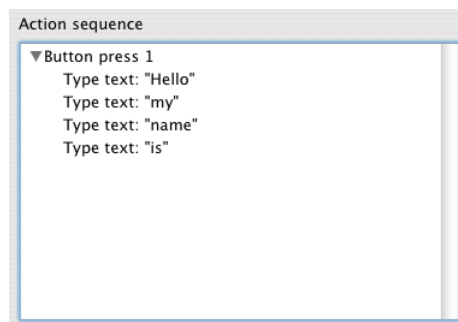 Action sequence
Button press 1
Type text: "Hello"
Type text: "my"
Type text: "name"
Type text: "is"